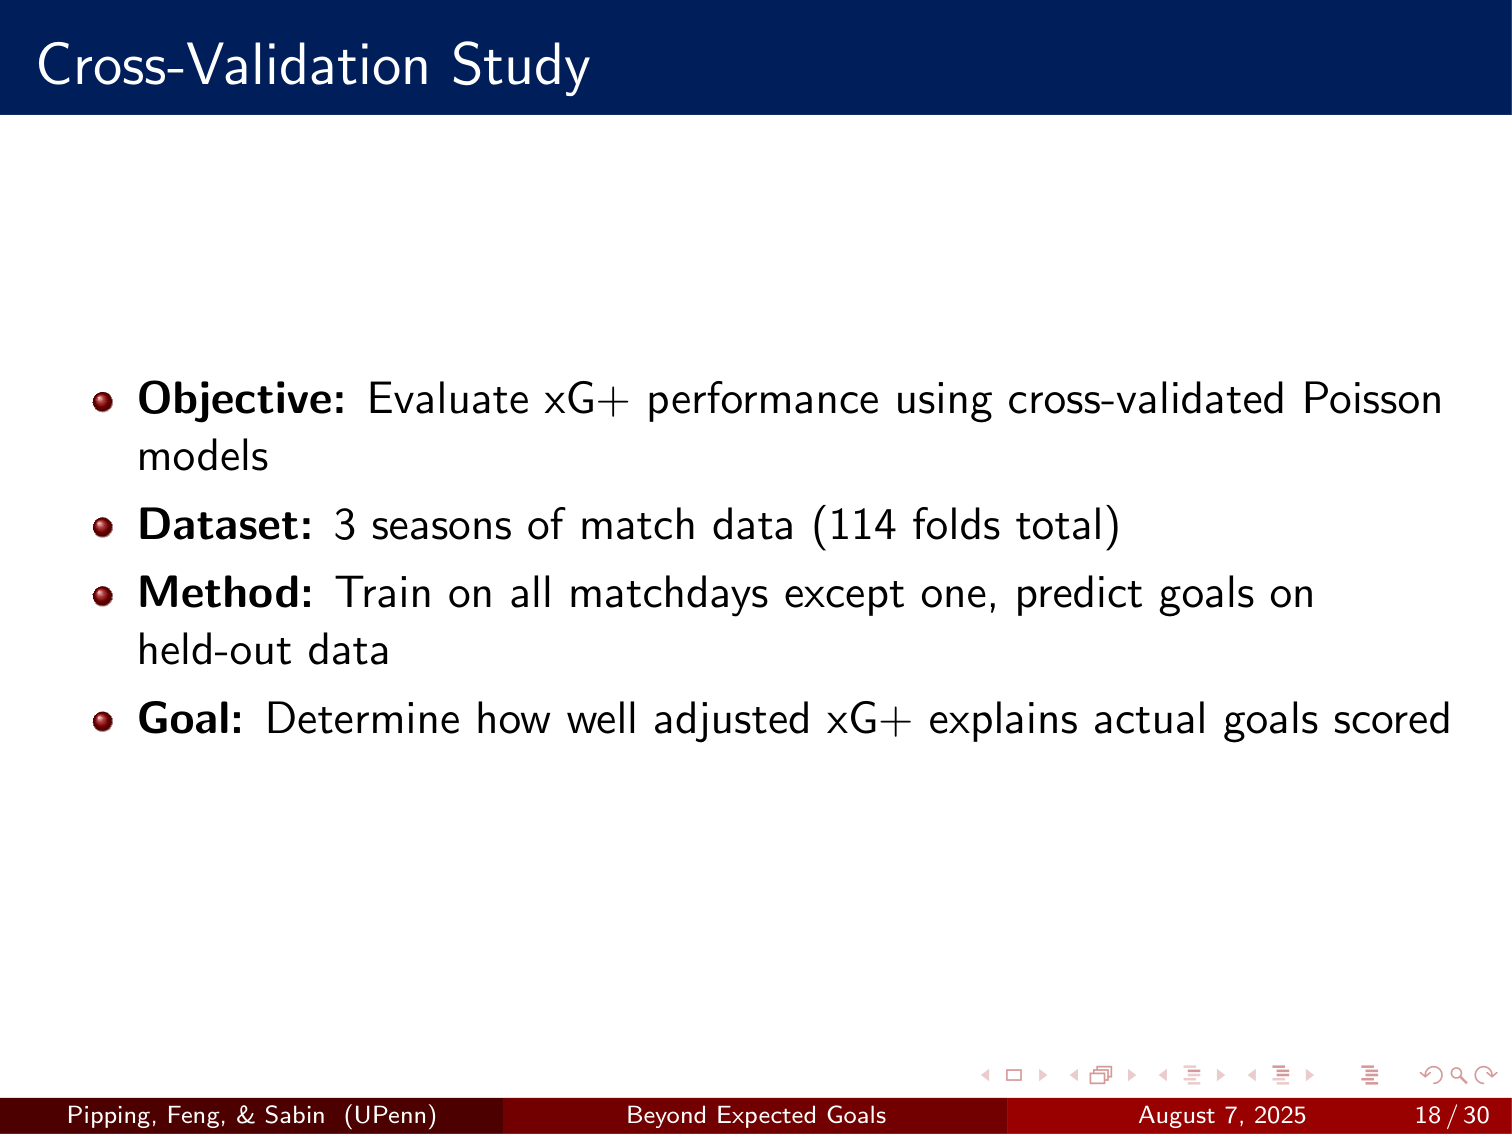 Cross-Validation Study
Objective: Evaluate xG+ performance using cross-validated Poisson
models
Dataset: 3 seasons of match data (114 folds total)
Method: Train on all matchdays except one, predict goals on
held-out data
Goal: Determine how well adjusted xG+ explains actual goals scored
Pipping, Feng, & Sabin (UPenn)
Beyond Expected Goals
August 7, 2025
18 / 30